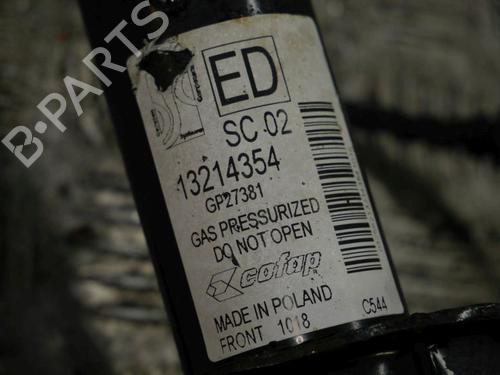 B-PARTS
ED
SC 02
13214354
GP27381
GAS PRESSURIZED
DO NOT OPEN
cofap
MADE IN POLAND
FRONT 1018
C544